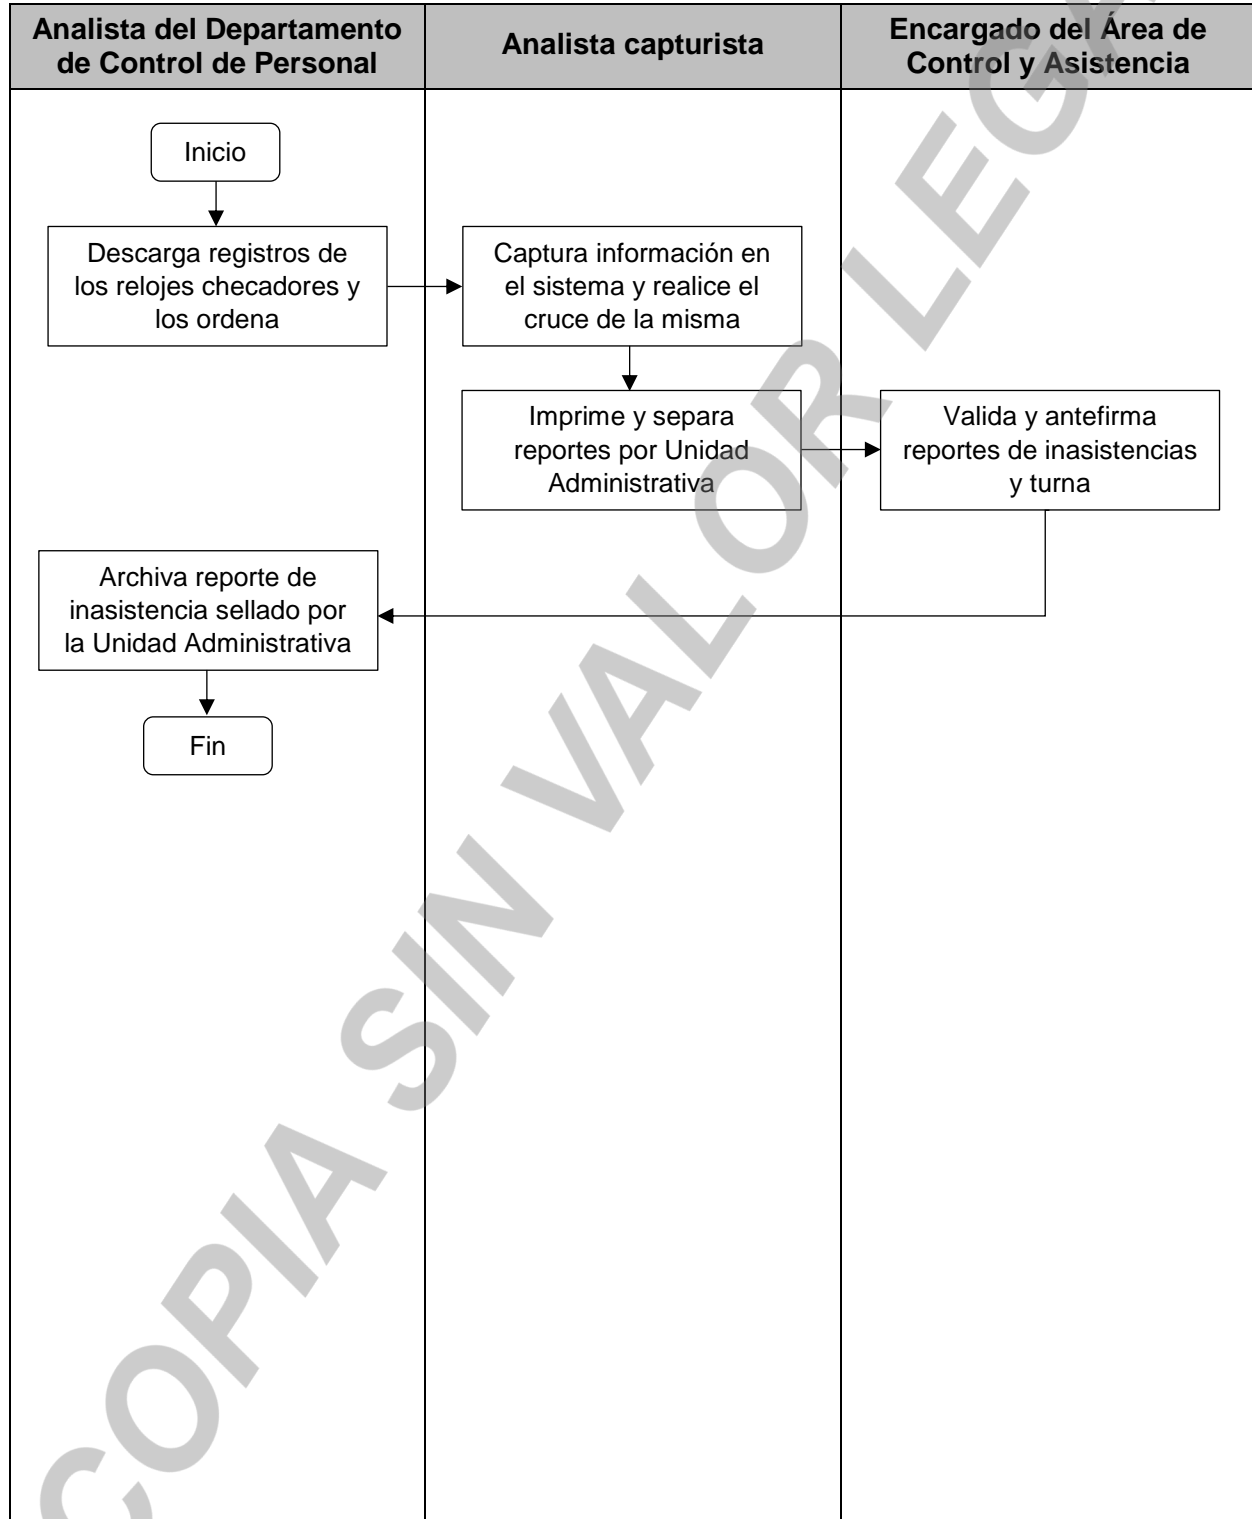 Analista del Departamento
de Control de Personal
Analista capturista
Encargado del Área de
Control y Asistencia
Inicio
Descarga registros de
los relojes checadores y
los ordena
Captura información en
el sistema y realice el
cruce de la misma
Imprime y separa
reportes por Unidad
Administrativa
Valida y antefirma
reportes de inasistencias
y turna
Archiva reporte de
inasistencia sellado por
la Unidad Administrativa
Fin
COPIA SIN VALOR LEGA